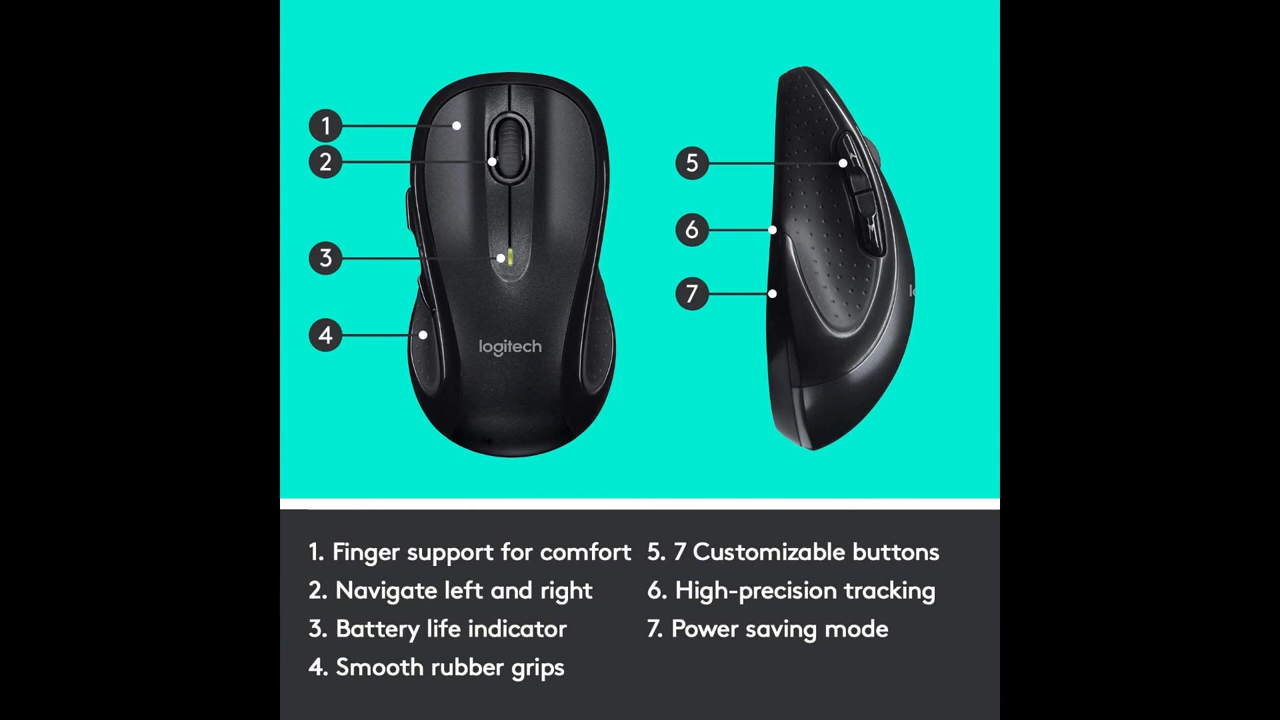 1
2
3
4
logitech
5
6
7
1. Finger support for comfort
2. Navigate left and right
3. Battery life indicator
4. Smooth rubber grips
5. 7 Customizable buttons
6. High-precision tracking
7. Power saving mode